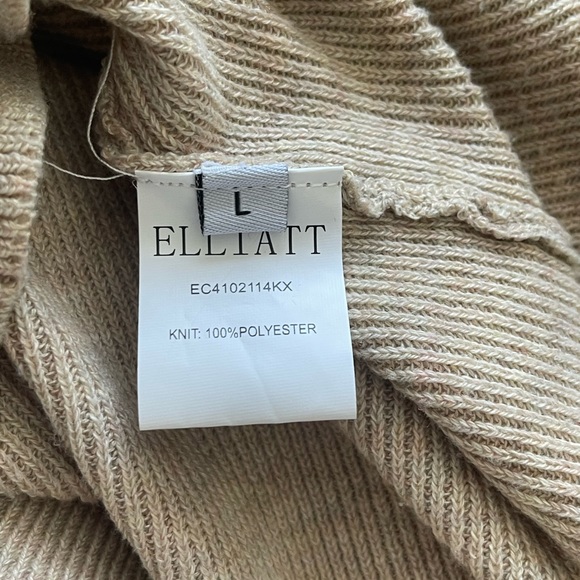 L
ELLIATT
EC4102114KX
KNIT: 100%POLYESTER